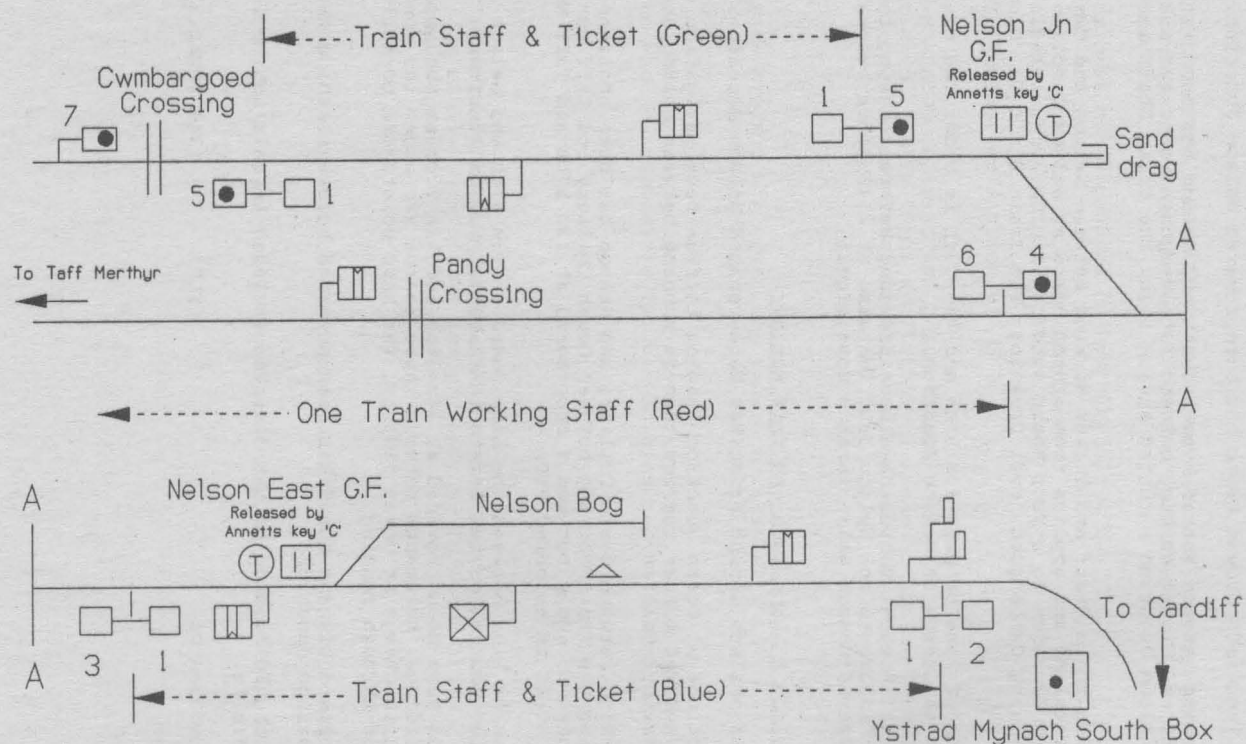 Train Staff & Ticket (Green)
Nelson Jn
G.F.
Released by
Annetts key 'C'
Cwmbargoed
Crossing
7
1
5
T
Sand
drag
5
1
A
To Taff Merthyr
Pandy
Crossing
6
4
One Train Working Staff (Red)
A
A
Nelson East G.F.
Released by
Annetts key 'C'
T
Nelson Bog
To Cardiff
3
1
1
2
A
Train Staff & Ticket (Blue)
Ystrad Mynach South Box